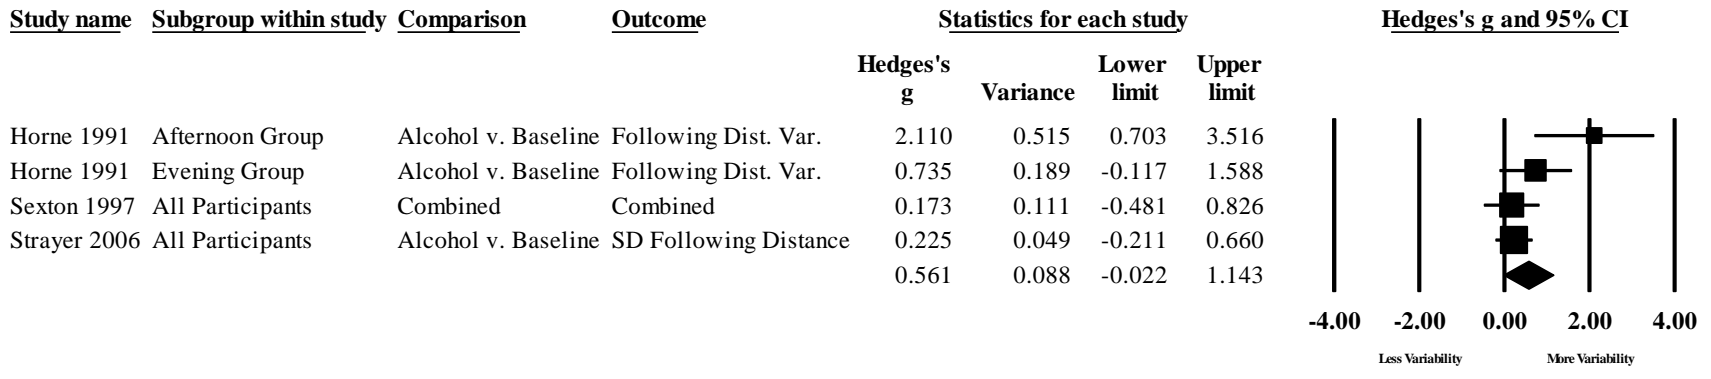 Study name Subgroup within study Comparison Outcome Statistics for each study Hedges's g and 95% CI
Hedges's Lower Upper
g Variance limit limit
Horne 1991 Afternoon Group Alcohol v. Baseline Following Dist. Var. 2.110 0.515 0.703 3.516
Horne 1991 Evening Group Alcohol v. Baseline Following Dist. Var. 0.735 0.189 -0.117 1.588
Sexton 1997 All Participants Combined Combined 0.173 0.111 -0.481 0.826
Strayer 2006 All Participants Alcohol v. Baseline SD Following Distance 0.225 0.049 -0.211 0.660
0.561 0.088 -0.022 1.143
-4.00 -2.00 0.00 2.00 4.00
Less Variability More Variability